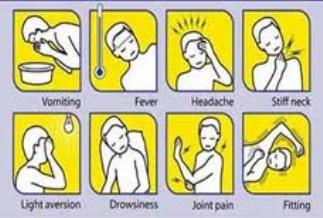 Vomiting Fever Headache Stiff neck
Light aversion Drowsiness Joint pain Fitting